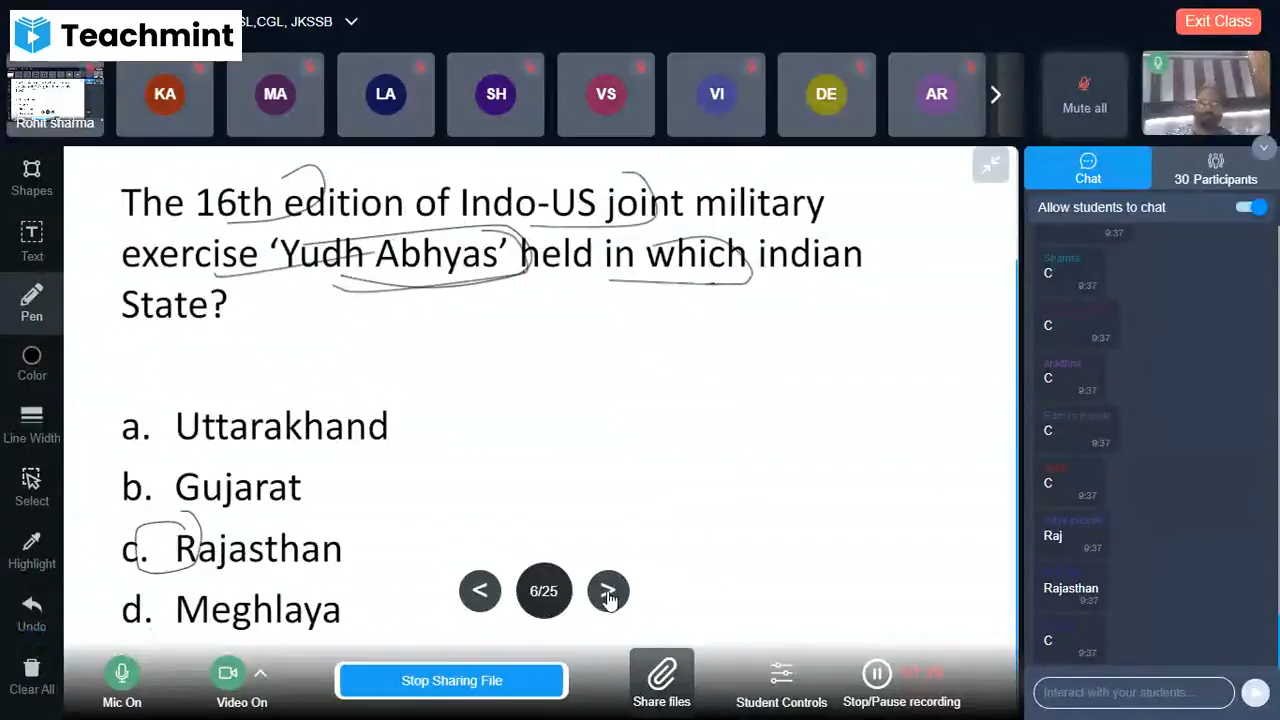 Teachmint
SL,CGL, JKSSB
Exit Class
Rohit sharma
KA
MA
LA
SH
VS
VI
DE
AR
Mute all
Shapes
Text
Pen
Color
Line Width
Select
Highlight
Undo
Clear All
The 16th edition of Indo-US joint military
exercise ‘Yudh Abhyas’ held in which indian
State?
a. Uttarakhand
b. Gujarat
c. Rajasthan
d. Meghlaya
< 6/25 >
Mic On
Video On
Stop Sharing File
Share files
Student Controls
Stop/Pause recording
Chat
30 Participants
Allow students to chat
9:37
Sharma
C
9:37
C
9:37
aradhna
C
9:37
C
9:37
C
9:37
Raj
9:37
Rajasthan
9:37
C
Interact with your students...